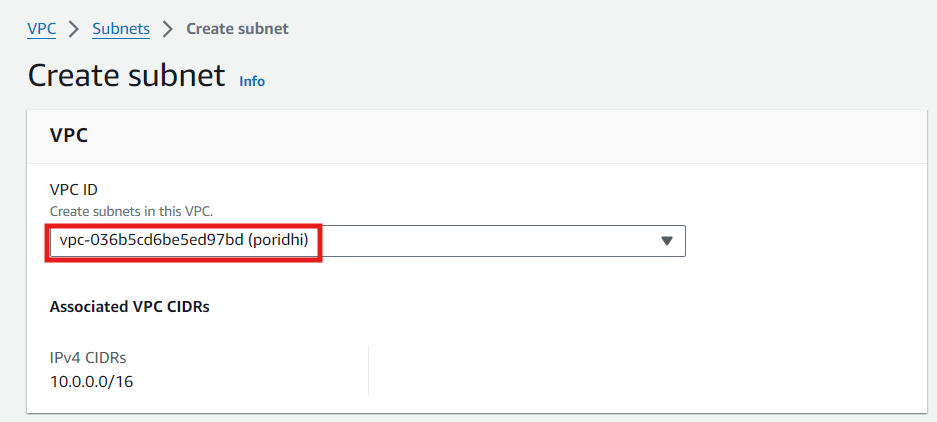 VPC > Subnets > Create subnet
Create subnet Info
VPC
VPC ID
Create subnets in this VPC.
vpc-036b5cd6be5ed97bd (poridhi)
Associated VPC CIDRs
IPv4 CIDRs
10.0.0.0/16